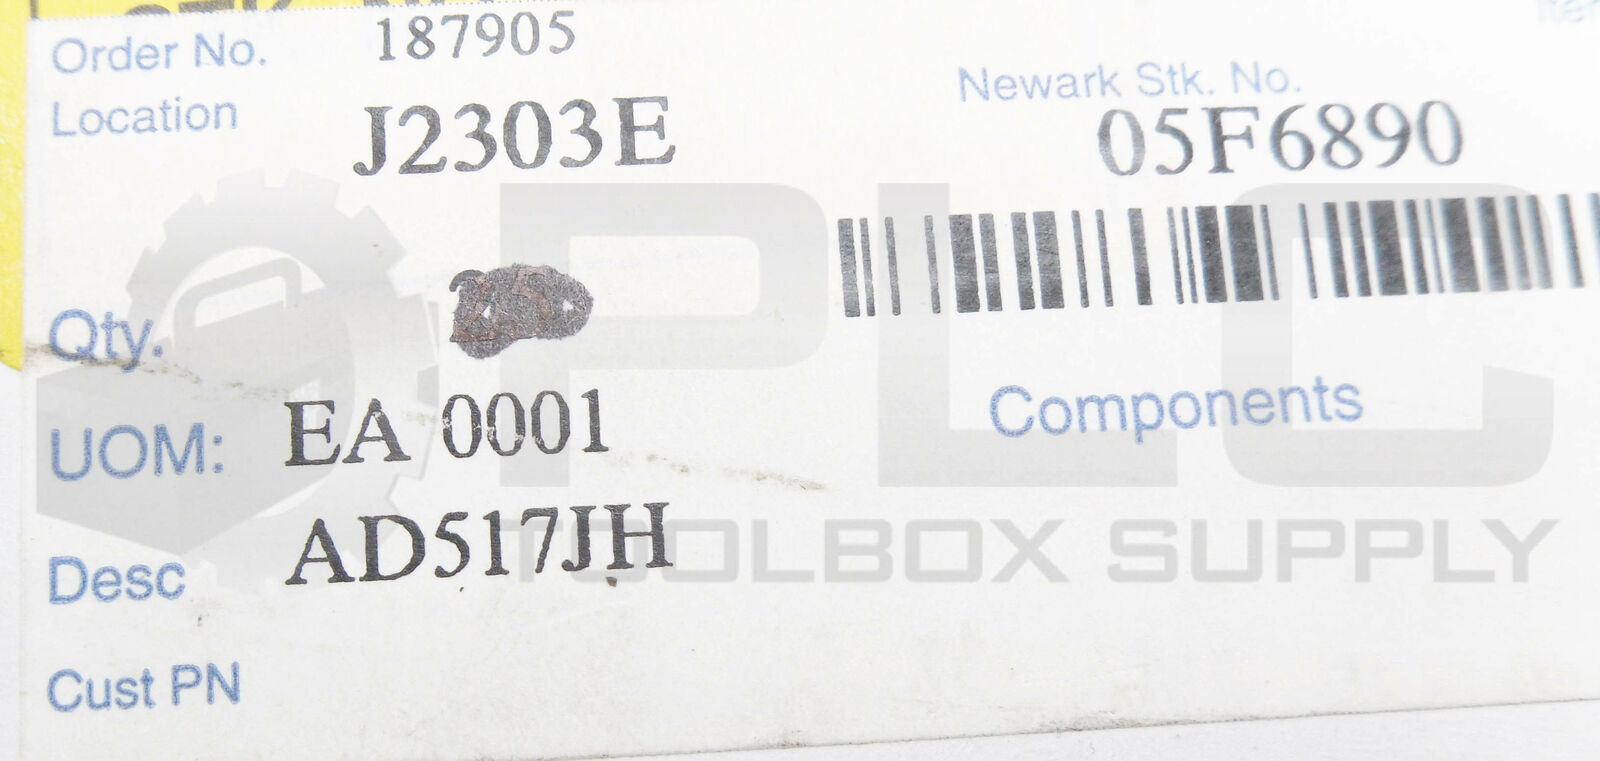 Order No. 187905
Location J2303E
Newark Stk. No.
05F6890
Qty.
UOM: EA 0001
Components
Desc AD517JH
Cust PN
PLC
TOOLBOX SUPPLY